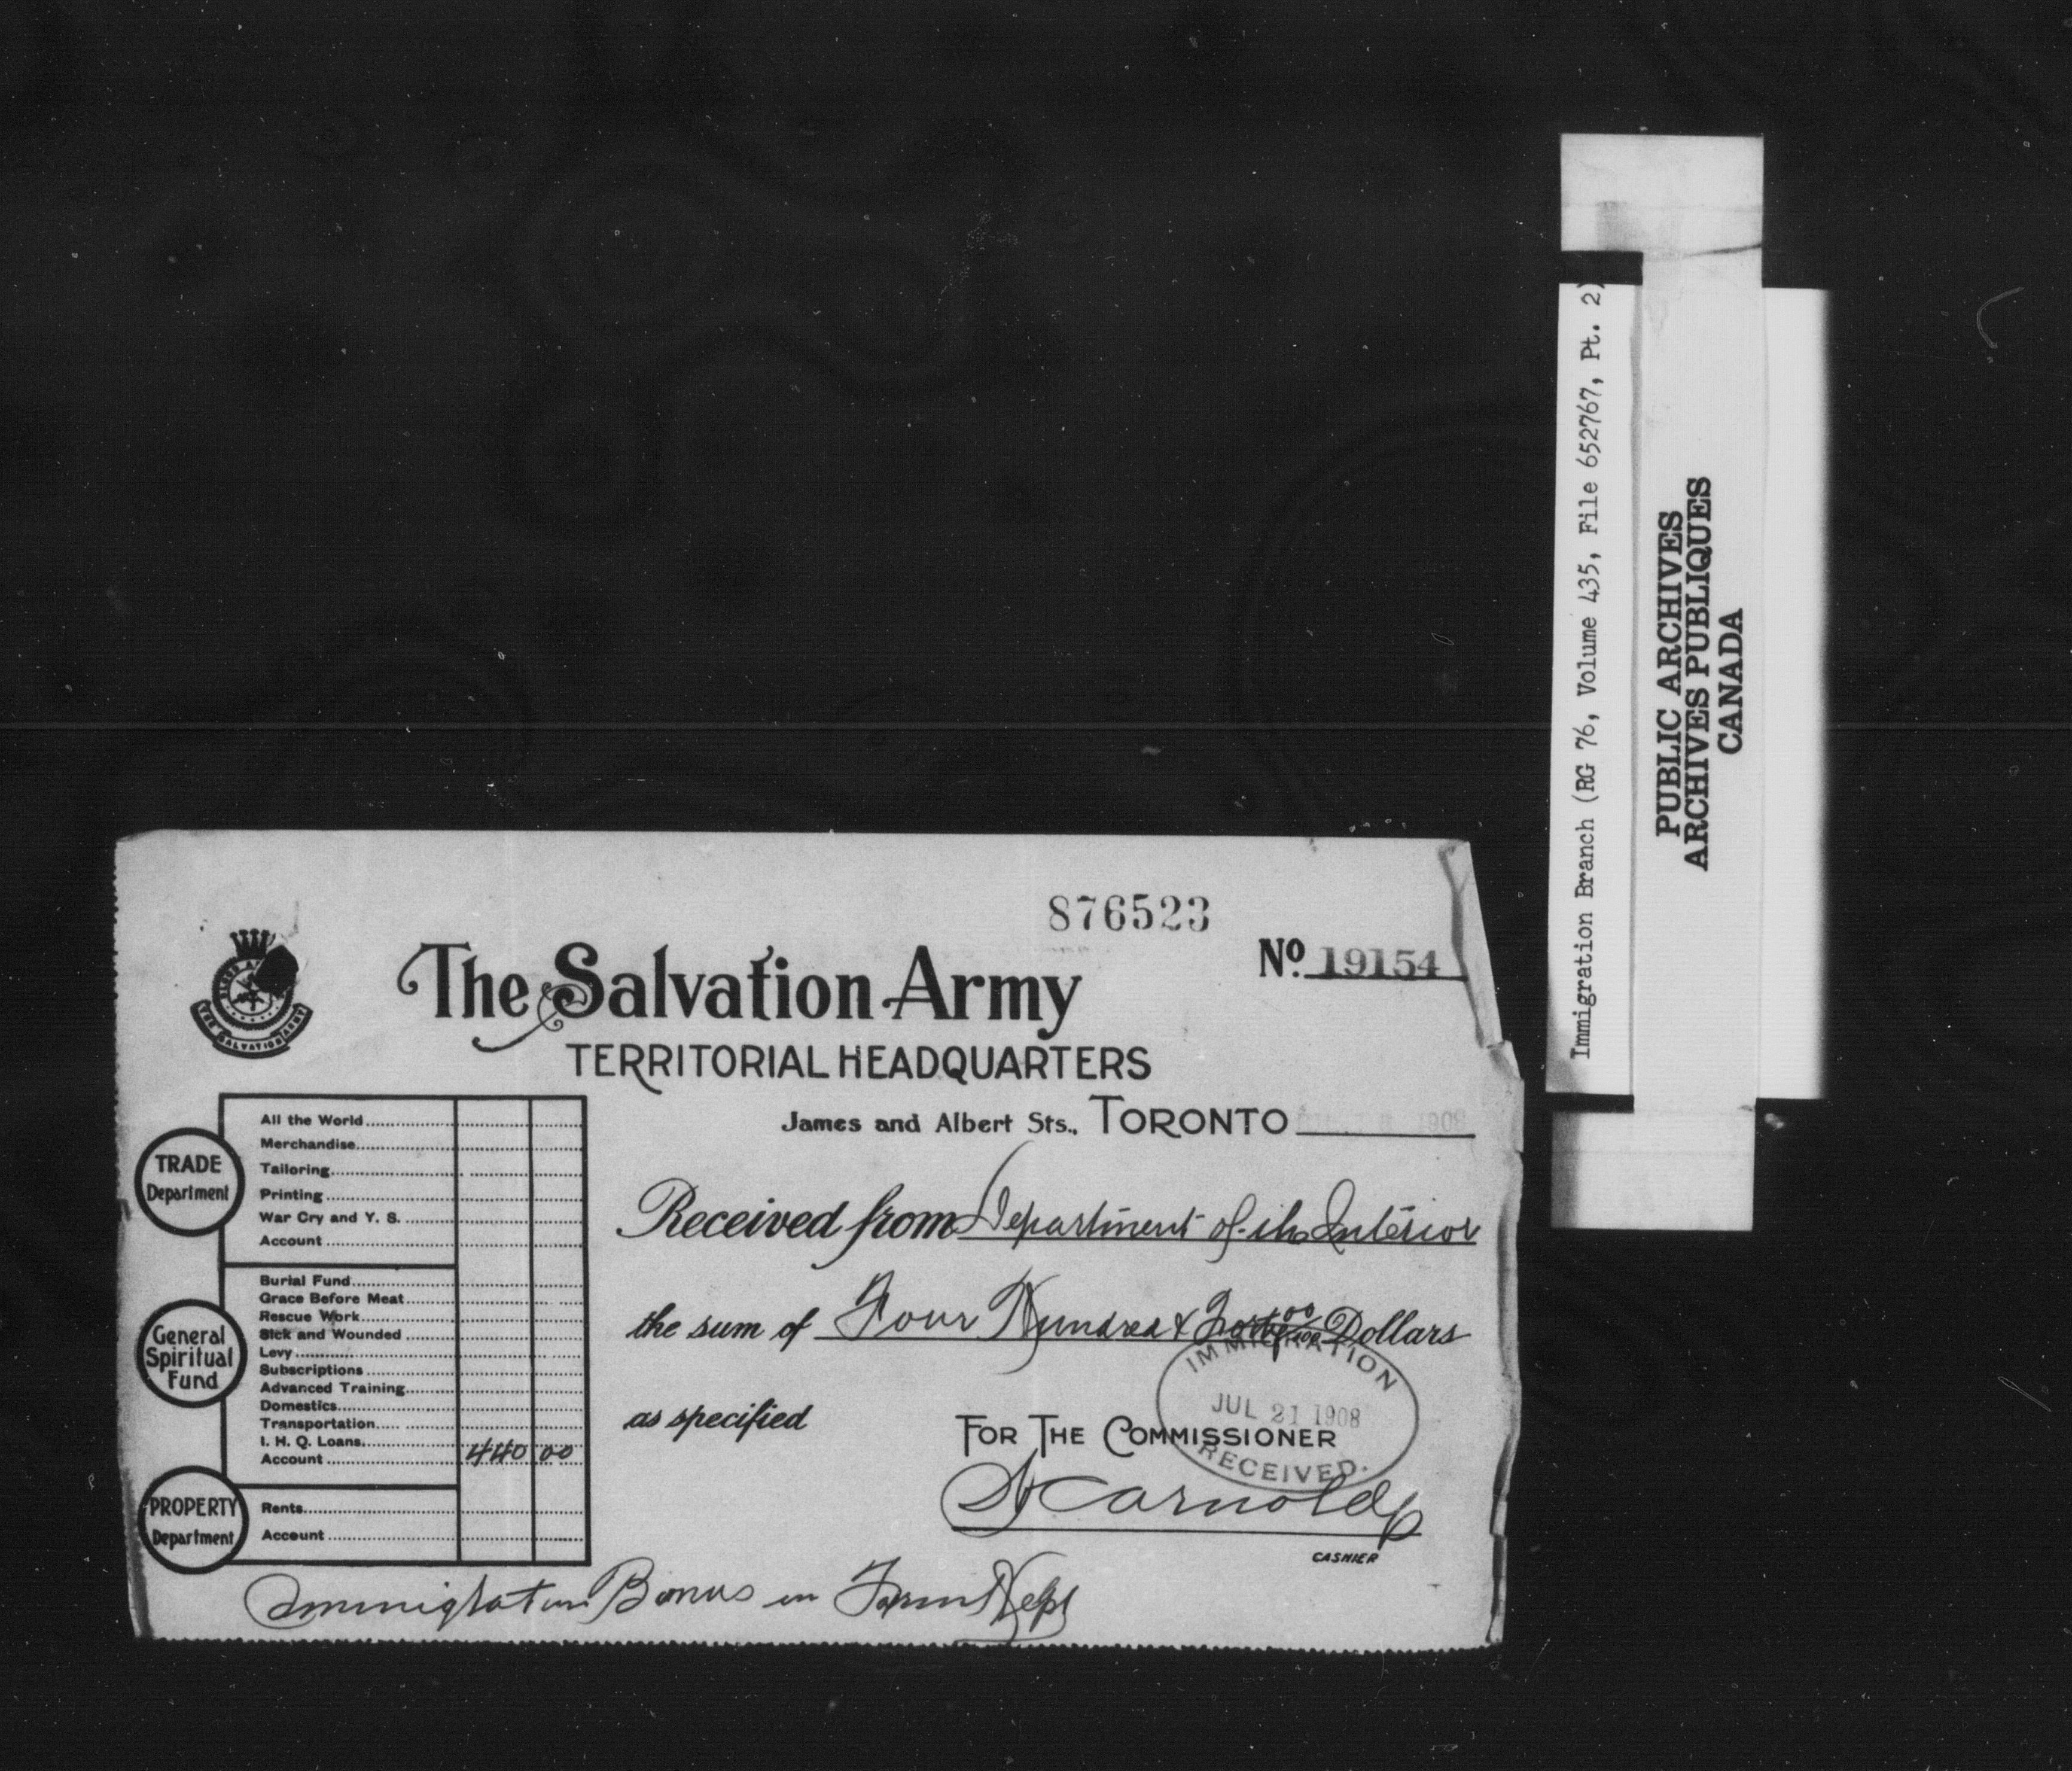 876523
No. 19154
The Salvation Army
THE SALVATION ARMY
TERRITORIAL HEADQUARTERS
James and Albert Sts., TORONTO 1908
TRADE
Department
All the World
Merchandise
Tailoring
Printing
War Cry and Y. S.
Account
General
Spiritual
Fund
Burial Fund
Grace Before Meat
Rescue Work
Sick and Wounded
Levy
Subscriptions
Advanced Training
Domestics
Transportation
I. H. Q. Loans
Account 440 00
PROPERTY
Department
Rents
Account
Received from Department of the Interior
the sum of Four Hundred & Forty 00/100 Dollars
as specified
FOR THE COMMISSIONER
IMMIGRATION
JUL 21 1908
RECEIVED.
Arnold
CASHIER
Immigration Bonus on Farm Help
Immigration Branch (RG 76, Volume 435, File 652767, Pt. 2)
PUBLIC ARCHIVES
ARCHIVES PUBLIQUES
CANADA